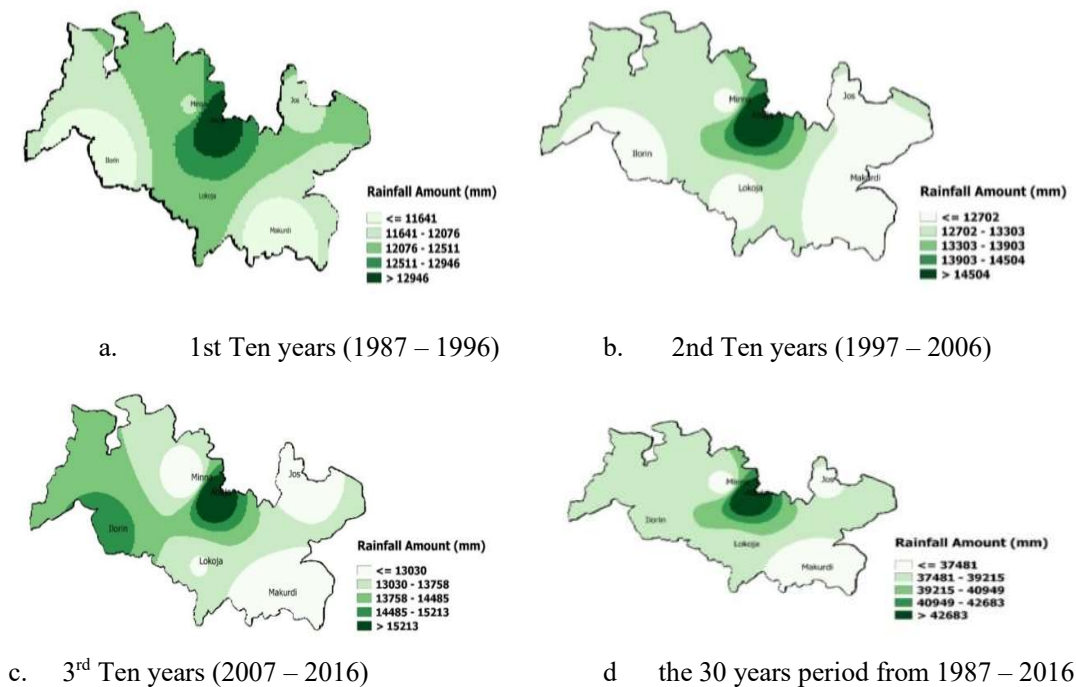 Minna
Jos
Ilorin
Lokoja
Makurdi
Rainfall Amount (mm)
<= 11641
11641 - 12076
12076 - 12511
12511 - 12946
> 12946
Minna
Jos
Ilorin
Lokoja
Makurdi
Rainfall Amount (mm)
<= 12702
12702 - 13303
13303 - 13903
13903 - 14504
> 14504
a. 1st Ten years (1987 – 1996)
b. 2nd Ten years (1997 – 2006)
Minna
Jos
Ilorin
Lokoja
Makurdi
Rainfall Amount (mm)
<= 13030
13030 - 13758
13758 - 14485
14485 - 15213
> 15213
Minna
Jos
Ilorin
Lokoja
Makurdi
Rainfall Amount (mm)
<= 37481
37481 - 39215
39215 - 40949
40949 - 42683
> 42683
c. 3rd Ten years (2007 – 2016)
d the 30 years period from 1987 – 2016